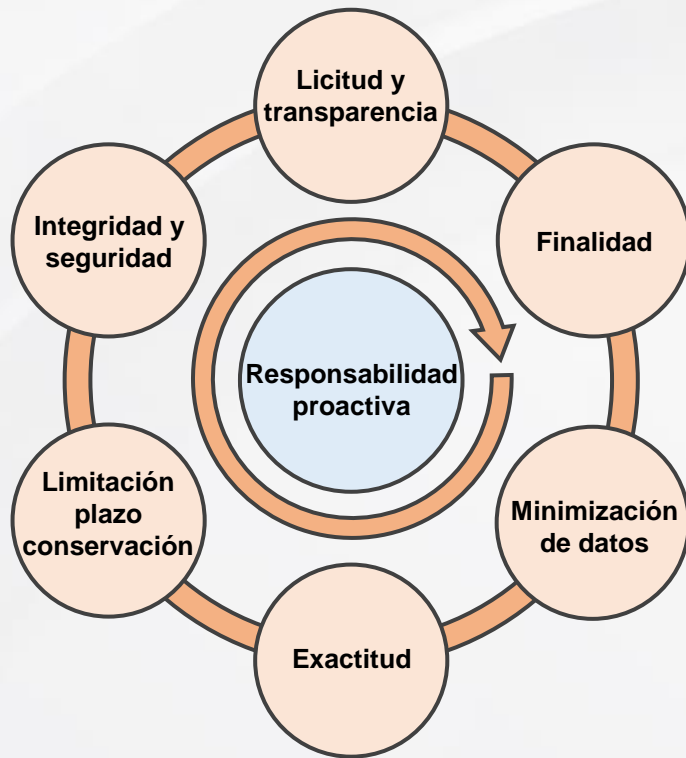 Licitud y
transparencia
Finalidad
Minimización
de datos
Exactitud
Limitación
plazo
conservación
Integridad y
seguridad
Responsabilidad
proactiva